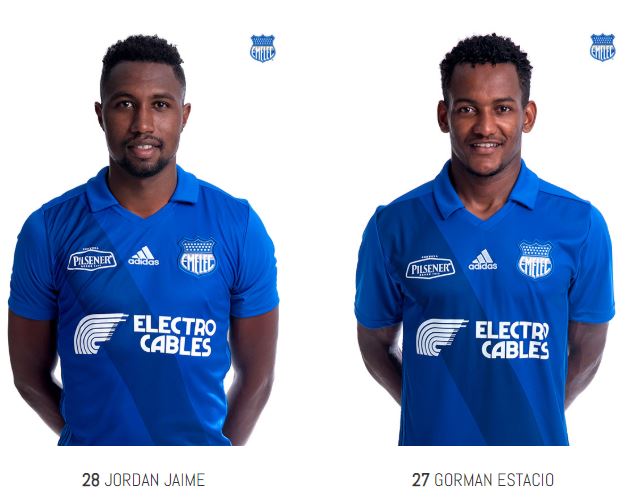 EMELEC
EMELEC
PILSENER
adidas
EMELEC
ELECTRO
CABLES
PILSENER
adidas
EMELEC
ELECTRO
CABLES
28 JORDAN JAIME
27 GORMAN ESTACIO